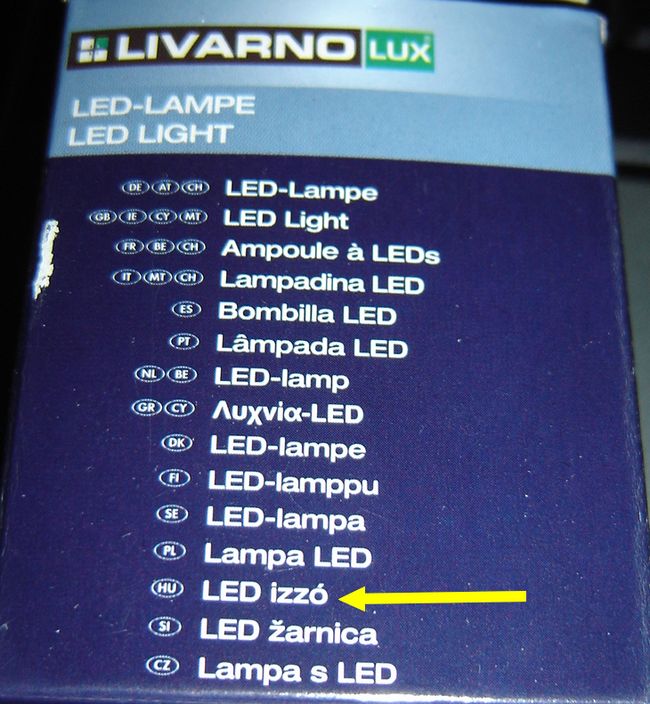 LIVARNO LUX®
LED-LAMPE
LED LIGHT
DE AT CH LED-Lampe
GB IE CY MT LED Light
FR BE CH Ampoule à LEDs
IT MT CH Lampadina LED
ES Bombilla LED
PT Lâmpada LED
NL BE LED-lamp
GR CY Λυχνία-LED
DK LED-lampe
FI LED-lamppu
SE LED-lampa
PL Lampa LED
HU LED izzó
SI LED žarnica
CZ Lampa s LED